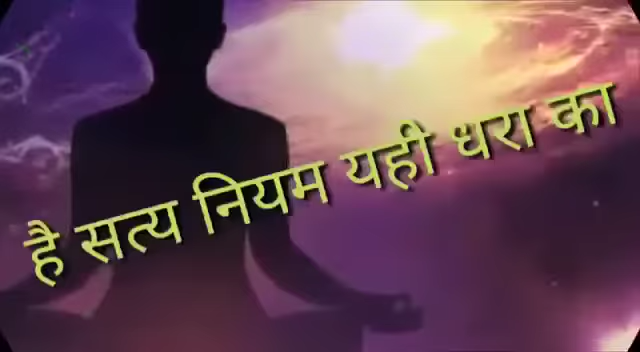 है सत्य नियम यही धरा का